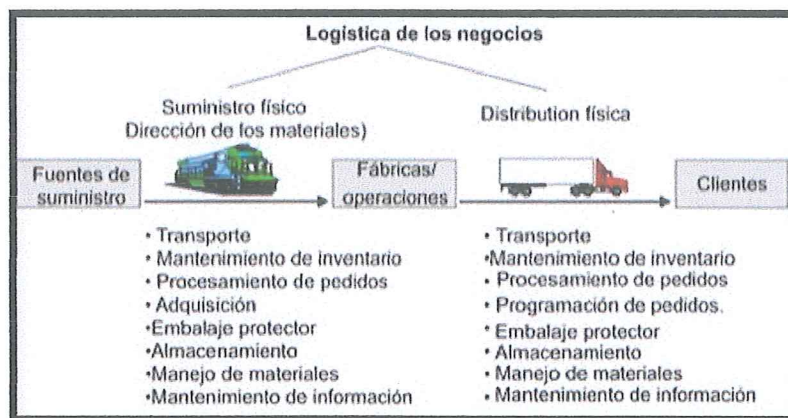 Logistica de los negocios
Suministro físico
Dirección de los materiales)
Distribution física
Fuentes de
suministro
Fábricas/
operaciones
Clientes
• Transporte
• Mantenimiento de inventario
• Procesamiento de pedidos
• Adquisición
•Embalaje protector
•Almacenamiento
• Manejo de materiales
•Mantenimiento de información
• Transporte
•Mantenimiento de inventario
• Procesamiento de pedidos
• Programación de pedidos.
• Embalaje protector
• Almacenamiento
• Manejo de materiales
• Mantenimiento de información